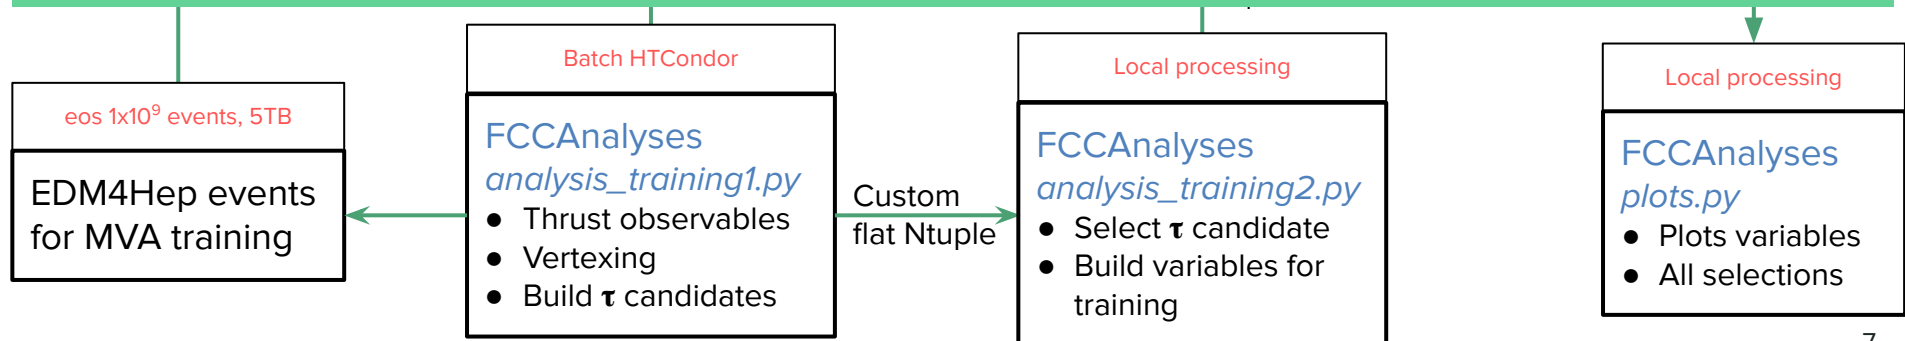 eos 1x10⁹ events, 5TB
EDM4Hep events
for MVA training
Batch HTCondor
FCCAnalyses
analysis_training1.py
● Thrust observables
● Vertexing
● Build τ candidates
Custom
flat Ntuple
Local processing
FCCAnalyses
analysis_training2.py
● Select τ candidate
● Build variables for
training
Local processing
FCCAnalyses
plots.py
● Plots variables
● All selections